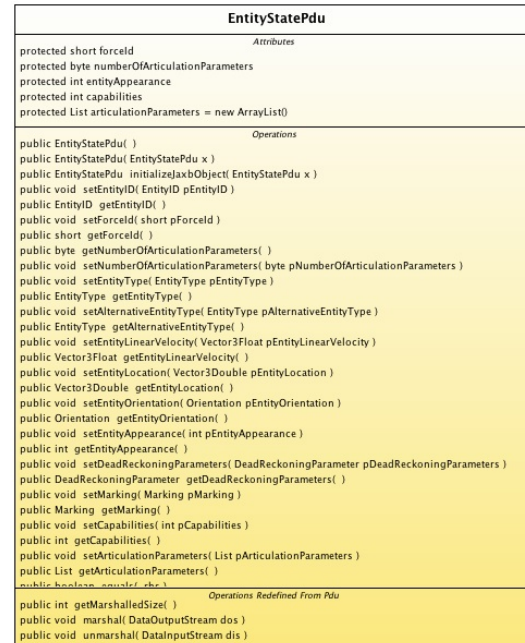 EntityStatePdu
Attributes
protected short forceId
protected byte numberOfArticulationParameters
protected int entityAppearance
protected int capabilities
protected List articulationParameters = new ArrayList()
Operations
public EntityStatePdu( )
public EntityStatePdu( EntityStatePdu x )
public EntityStatePdu initializeJaxbObject( EntityStatePdu x )
public void setEntityID( EntityID pEntityID )
public EntityID getEntityID( )
public void setForceId( short pForceId )
public short getForceId( )
public byte getNumberOfArticulationParameters( )
public void setNumberOfArticulationParameters( byte pNumberOfArticulationParameters )
public void setEntityType( EntityType pEntityType )
public EntityType getEntityType( )
public void setAlternativeEntityType( EntityType pAlternativeEntityType )
public EntityType getAlternativeEntityType( )
public void setEntityLinearVelocity( Vector3Float pEntityLinearVelocity )
public Vector3Float getEntityLinearVelocity( )
public void setEntityLocation( Vector3Double pEntityLocation )
public Vector3Double getEntityLocation( )
public void setEntityOrientation( Orientation pEntityOrientation )
public Orientation getEntityOrientation( )
public void setEntityAppearance( int pEntityAppearance )
public int getEntityAppearance( )
public void setDeadReckoningParameters( DeadReckoningParameter pDeadReckoningParameters )
public DeadReckoningParameter getDeadReckoningParameters( )
public void setMarking( Marking pMarking )
public Marking getMarking( )
public void setCapabilities( int pCapabilities )
public int getCapabilities( )
public void setArticulationParameters( List pArticulationParameters )
public List getArticulationParameters( )
public boolean equals( rhs )
Operations Redefined From Pdu
public int getMarshalledSize( )
public void marshal( DataOutputStream dos )
public void unmarshal( DataInputStream dis )